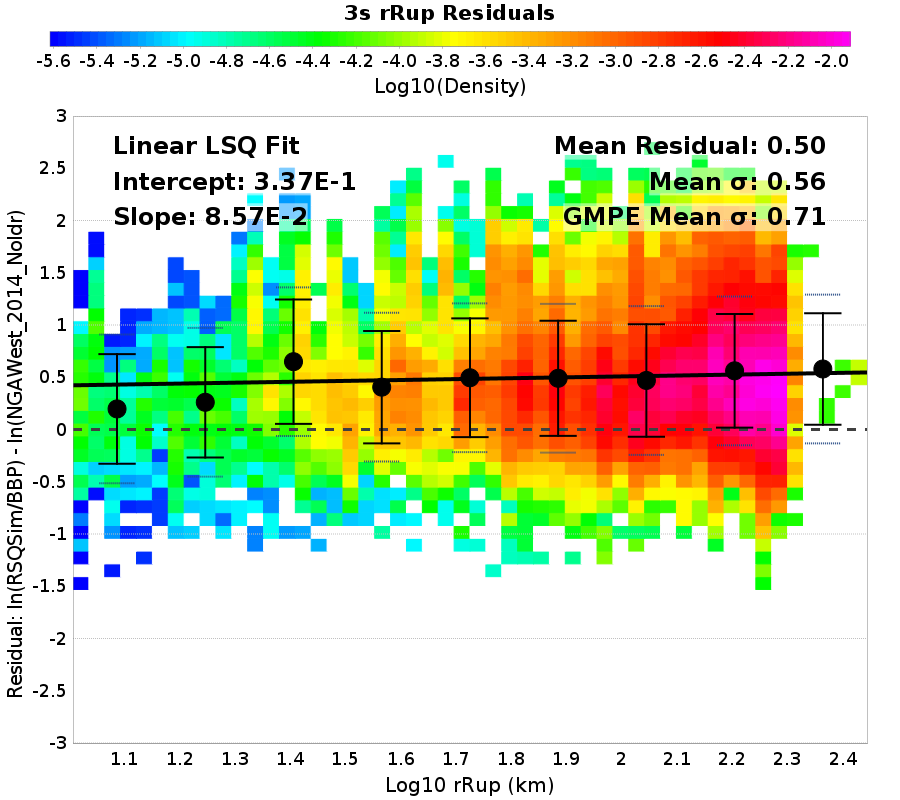 3s rRup Residuals
-5.6 -5.4 -5.2 -5.0 -4.8 -4.6 -4.4 -4.2 -4.0 -3.8 -3.6 -3.4 -3.2 -3.0 -2.8 -2.6 -2.4 -2.2 -2.0
Log10(Density)
Linear LSQ Fit
Intercept: 3.37E-1
Slope: 8.57E-2
Mean Residual: 0.50
Mean σ: 0.56
GMPE Mean σ: 0.71
Residual: ln(RSQSim/BBP) - ln(NGAWest_2014_NoIdr)
3
2.5
2
1.5
1
0.5
0
-0.5
-1
-1.5
-2
-2.5
-3
1.1 1.2 1.3 1.4 1.5 1.6 1.7 1.8 1.9 2 2.1 2.2 2.3 2.4
Log10 rRup (km)